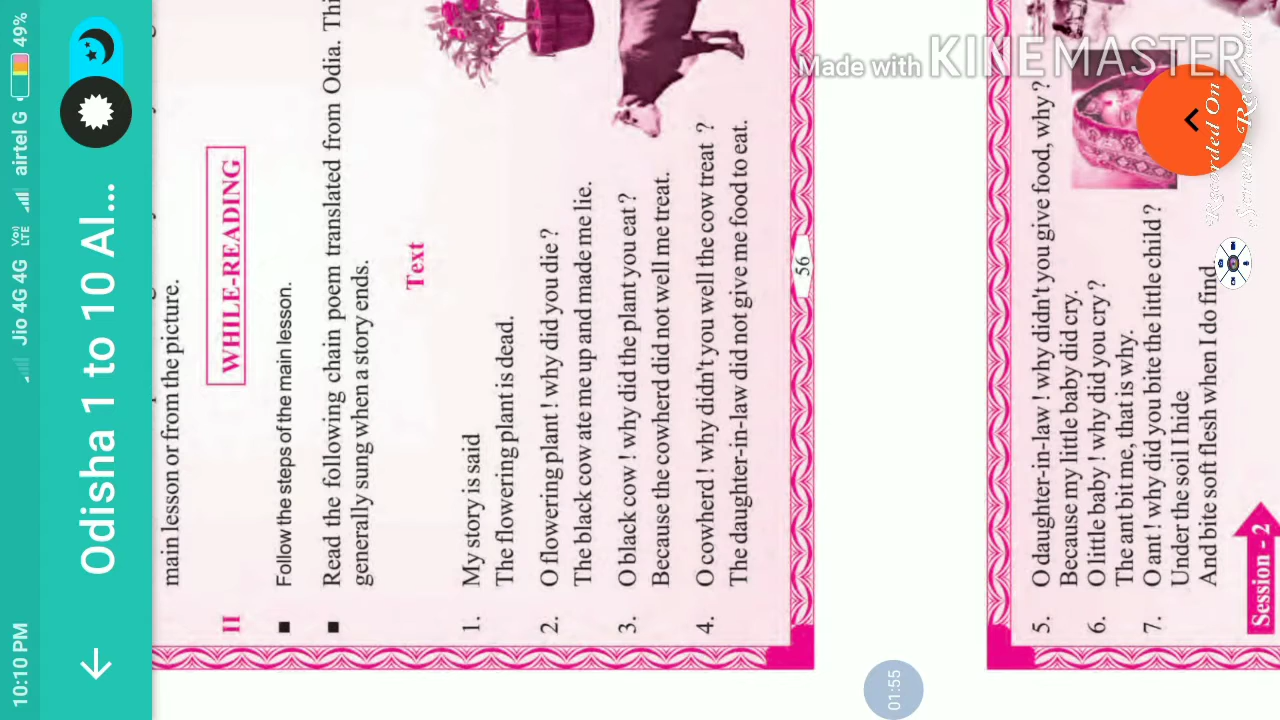 10:10 PM
Jio 4G 4G
VoLTE
airtel G
49%
Odisha 1 to 10 Al...
main lesson or from the picture.
II
WHILE-READING
■ Follow the steps of the main lesson.
■ Read the following chain poem translated from Odia. Thi
generally sung when a story ends.
Text
1. My story is said
The flowering plant is dead.
2. O flowering plant ! why did you die ?
The black cow ate me up and made me lie.
3. O black cow ! why did the plant you eat ?
Because the cowherd did not well me treat.
4. O cowherd ! why didn't you well the cow treat ?
The daughter-in-law did not give me food to eat.
56
5. O daughter-in-law ! why didn't you give food, why ?
Because my little baby did cry.
6. O little baby ! why did you cry ?
The ant bit me, that is why.
7. O ant ! why did you bite the little child ?
Under the soil I hide
And bite soft flesh when I do find.
Session - 2
01:55
Made with KINEMASTER
Recorded On
Screen Recorder